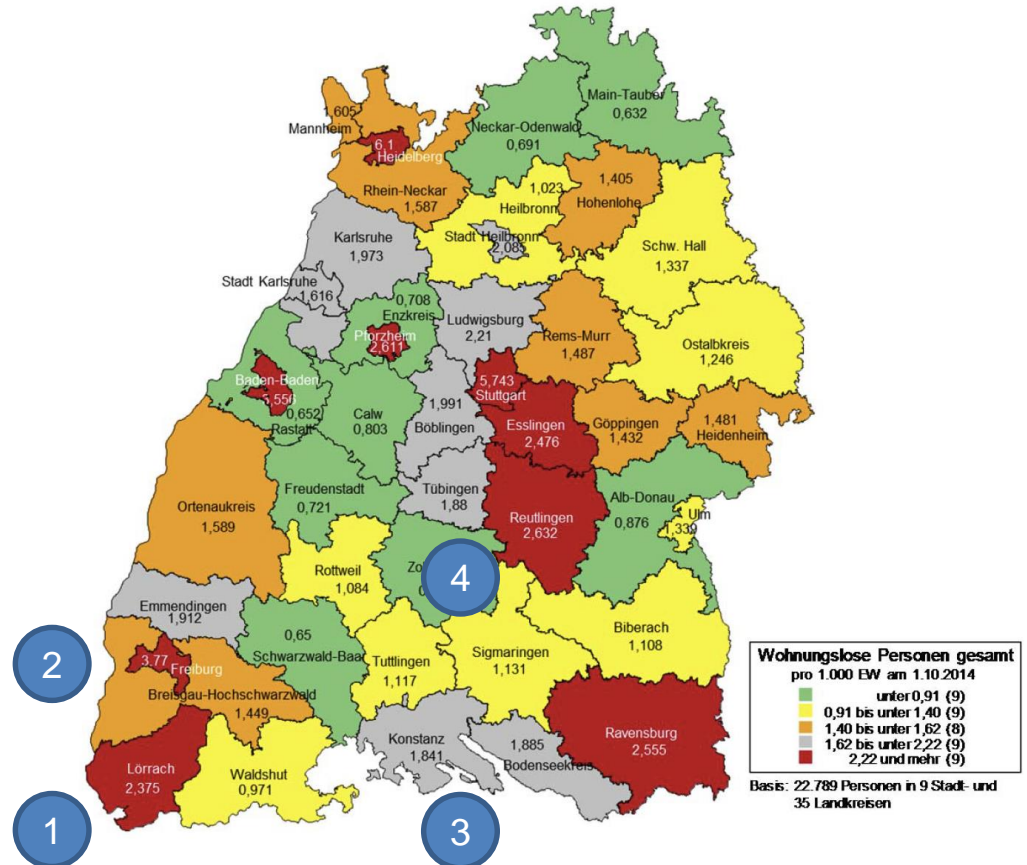 Main-Tauber
0,632
Neckar-Odenwald
0,691
1.605
Mannheim
6.1
Heidelberg
Rhein-Neckar
1,587
1,023
Heilbronn
1,405
Hohenlohe
Stadt Heilbronn
2,085
Schw. Hall
1,337
Karlsruhe
1,973
Stadt Karlsruhe
1,616
0,708
Enzkreis
Pforzheim
2,611
Ludwigsburg
2,21
Rems-Murr
1,487
Ostalbkreis
1,246
Baden-Baden
5,556
0,652
Rastatt
Calw
0,803
1,991
Böblingen
5,743
Stuttgart
Esslingen
2,476
Göppingen
1,432
1,481
Heidenheim
Ortenaukreis
1,589
Freudenstadt
0,721
Tübingen
1,88
Reutlingen
2,632
Alb-Donau
0,876
Ulm
1,339
Rottweil
1,084
4
Emmendingen
1,912
0,65
Schwarzwald-Baar
Tuttlingen
1,117
Sigmaringen
1,131
Biberach
1,108
2
3.77
Freiburg
Breisgau-Hochschwarzwald
1,449
Lörrach
2,375
Waldshut
0,971
Konstanz
1,841
1,885
Bodenseekreis
Ravensburg
2,555
1
3
Wohnungslose Personen gesamt
pro 1.000 EW am 1.10.2014
unter 0,91 (9)
0,91 bis unter 1,40 (9)
1,40 bis unter 1,62 (8)
1,62 bis unter 2,22 (9)
2,22 und mehr (9)
Basis: 22.789 Personen in 9 Stadt- und
35 Landkreisen